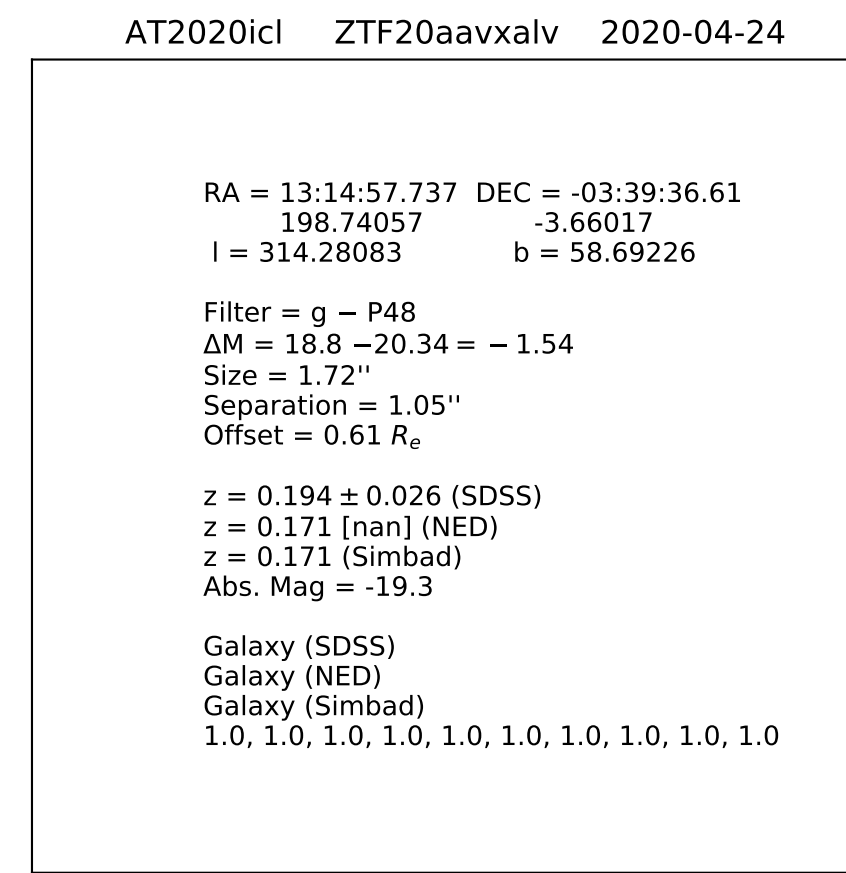 AT2020icl ZTF20aavxalv 2020-04-24
RA = 13:14:57.737 DEC = -03:39:36.61
198.74057 -3.66017
l = 314.28083 b = 58.69226
Filter = g − P48
ΔM = 18.8 −20.34 = − 1.54
Size = 1.72''
Separation = 1.05''
Offset = 0.61 Rₑ
z = 0.194 ± 0.026 (SDSS)
z = 0.171 [nan] (NED)
z = 0.171 (Simbad)
Abs. Mag = -19.3
Galaxy (SDSS)
Galaxy (NED)
Galaxy (Simbad)
1.0, 1.0, 1.0, 1.0, 1.0, 1.0, 1.0, 1.0, 1.0, 1.0